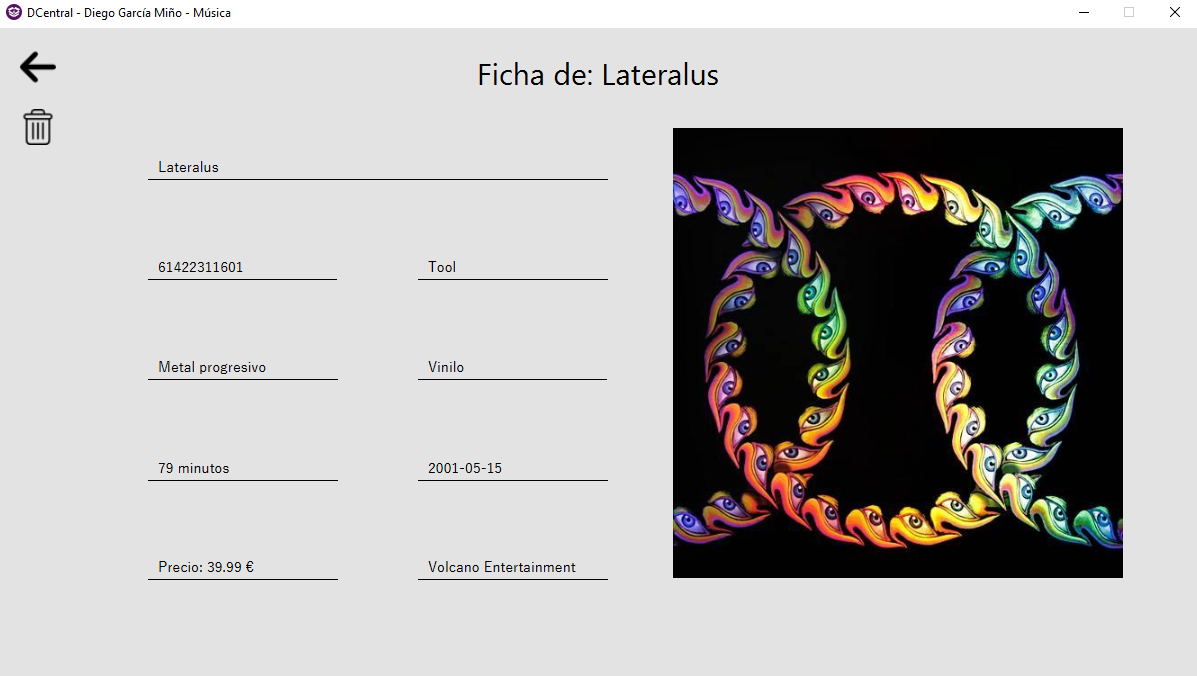 DCentral - Diego García Miño - Música
Ficha de: Lateralus
Lateralus
61422311601
Tool
Metal progresivo
Vinilo
79 minutos
2001-05-15
Precio: 39.99 €
Volcano Entertainment